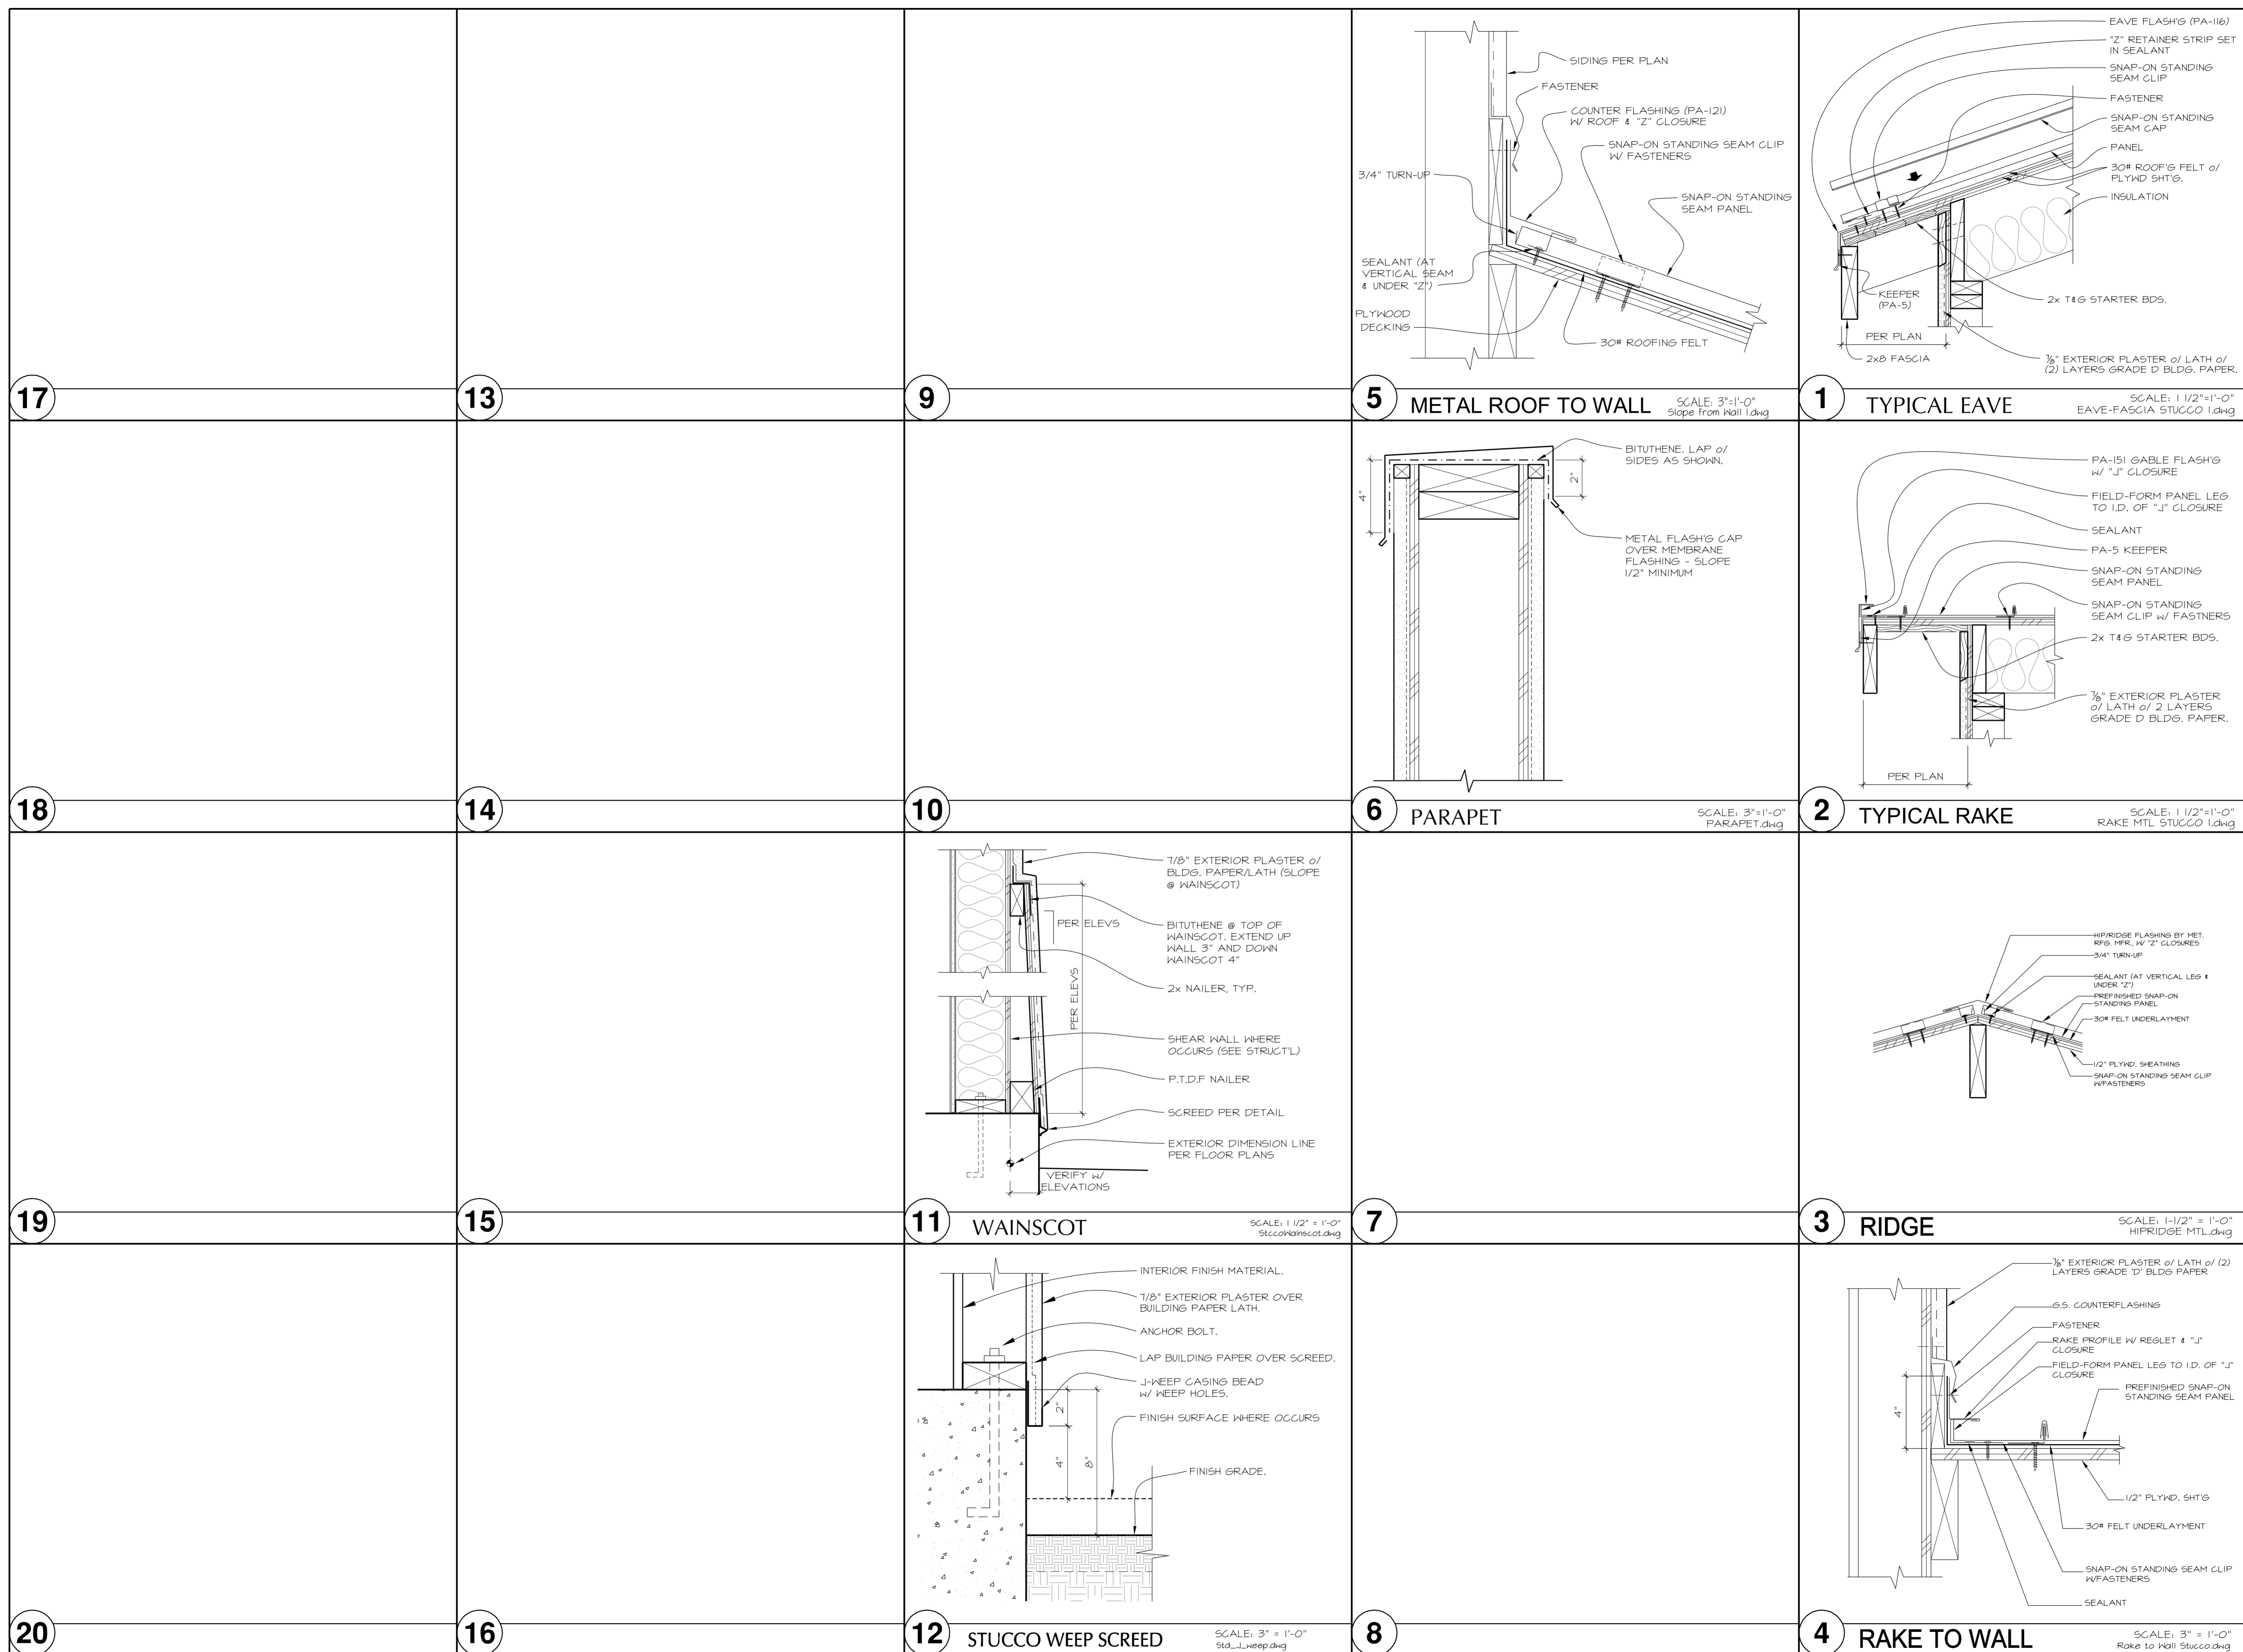 17
13
9
SIDING PER PLAN
FASTENER
COUNTER FLASHING (PA-121)
W/ ROOF & "Z" CLOSURE
SNAP-ON STANDING SEAM CLIP
W/ FASTENERS
3/4" TURN-UP
SNAP-ON STANDING
SEAM PANEL
SEALANT (AT
VERTICAL SEAM
& UNDER "Z")
PLYWOOD
DECKING
30# ROOFING FELT
5
METAL ROOF TO WALL
SCALE: 3"=1'-0"
Slope from Wall 1.dwg
EAVE FLASH'G (PA-116)
"Z" RETAINER STRIP SET
IN SEALANT
SNAP-ON STANDING
SEAM CLIP
FASTENER
SNAP-ON STANDING
SEAM CAP
PANEL
30# ROOF'G FELT o/
PLYWD SHT'G.
INSULATION
KEEPER
(PA-5)
2x T&G STARTER BDS.
PER PLAN
2x8 FASCIA
7/8" EXTERIOR PLASTER o/ LATH o/
(2) LAYERS GRADE D BLDG. PAPER.
1
TYPICAL EAVE
SCALE: 1 1/2"=1'-0"
EAVE-FASCIA STUCCO 1.dwg
18
14
10
BITUTHENE. LAP o/
SIDES AS SHOWN.
4"
2"
METAL FLASH'G CAP
OVER MEMBRANE
FLASHING - SLOPE
1/2" MINIMUM
6
PARAPET
SCALE: 3"=1'-0"
PARAPET.dwg
PA-151 GABLE FLASH'G
w/ "J" CLOSURE
FIELD-FORM PANEL LEG
TO I.D. OF "J" CLOSURE
SEALANT
PA-5 KEEPER
SNAP-ON STANDING
SEAM PANEL
SNAP-ON STANDING
SEAM CLIP w/ FASTNERS
2x T&G STARTER BDS.
7/8" EXTERIOR PLASTER
o/ LATH o/ 2 LAYERS
GRADE D BLDG. PAPER.
PER PLAN
2
TYPICAL RAKE
SCALE: 1 1/2"=1'-0"
RAKE MTL STUCCO 1.dwg
19
15
7/8" EXTERIOR PLASTER o/
BLDG. PAPER/LATH (SLOPE
@ WAINSCOT)
PER ELEVS
BITUTHENE @ TOP OF
WAINSCOT. EXTEND UP
WALL 3" AND DOWN
WAINSCOT 4"
PER ELEVS
2x NAILER, TYP.
SHEAR WALL WHERE
OCCURS (SEE STRUCT'L)
P.T.D.F NAILER
SCREED PER DETAIL
EXTERIOR DIMENSION LINE
PER FLOOR PLANS
VERIFY w/
ELEVATIONS
11
WAINSCOT
SCALE: 1 1/2" = 1'-0"
StccoWainscot.dwg
7
HIP/RIDGE FLASHING BY MET.
RFG. MFR., W/ "Z" CLOSURES
3/4" TURN-UP
SEALANT (AT VERTICAL LEG &
UNDER "Z")
PREFINISHED SNAP-ON
STANDING PANEL
30# FELT UNDERLAYMENT
1/2" PLYWD. SHEATHING
SNAP-ON STANDING SEAM CLIP
W/FASTENERS
3
RIDGE
SCALE: 1-1/2" = 1'-0"
HIPRIDGE MTL.dwg
20
16
INTERIOR FINISH MATERIAL.
7/8" EXTERIOR PLASTER OVER
BUILDING PAPER LATH.
ANCHOR BOLT.
LAP BUILDING PAPER OVER SCREED.
J-WEEP CASING BEAD
w/ WEEP HOLES.
2"
FINISH SURFACE WHERE OCCURS
4"
8"
FINISH GRADE.
12
STUCCO WEEP SCREED
SCALE: 3" = 1'-0"
Std_J_weep.dwg
8
7/8" EXTERIOR PLASTER o/ LATH o/ (2)
LAYERS GRADE 'D' BLDG PAPER
G.S. COUNTERFLASHING
FASTENER
RAKE PROFILE W/ REGLET & "J"
CLOSURE
FIELD-FORM PANEL LEG TO I.D. OF "J"
CLOSURE
PREFINISHED SNAP-ON
STANDING SEAM PANEL
4"
1/2" PLYWD. SHT'G
30# FELT UNDERLAYMENT
SNAP-ON STANDING SEAM CLIP
W/FASTENERS
SEALANT
4
RAKE TO WALL
SCALE: 3" = 1'-0"
Rake to Wall Stucco.dwg